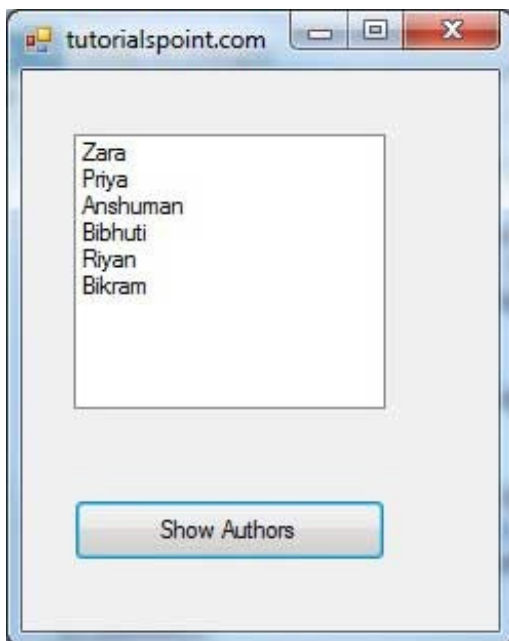 tutorialspoint.com
Zara
Priya
Anshuman
Bibhuti
Riyan
Bikram
Show Authors